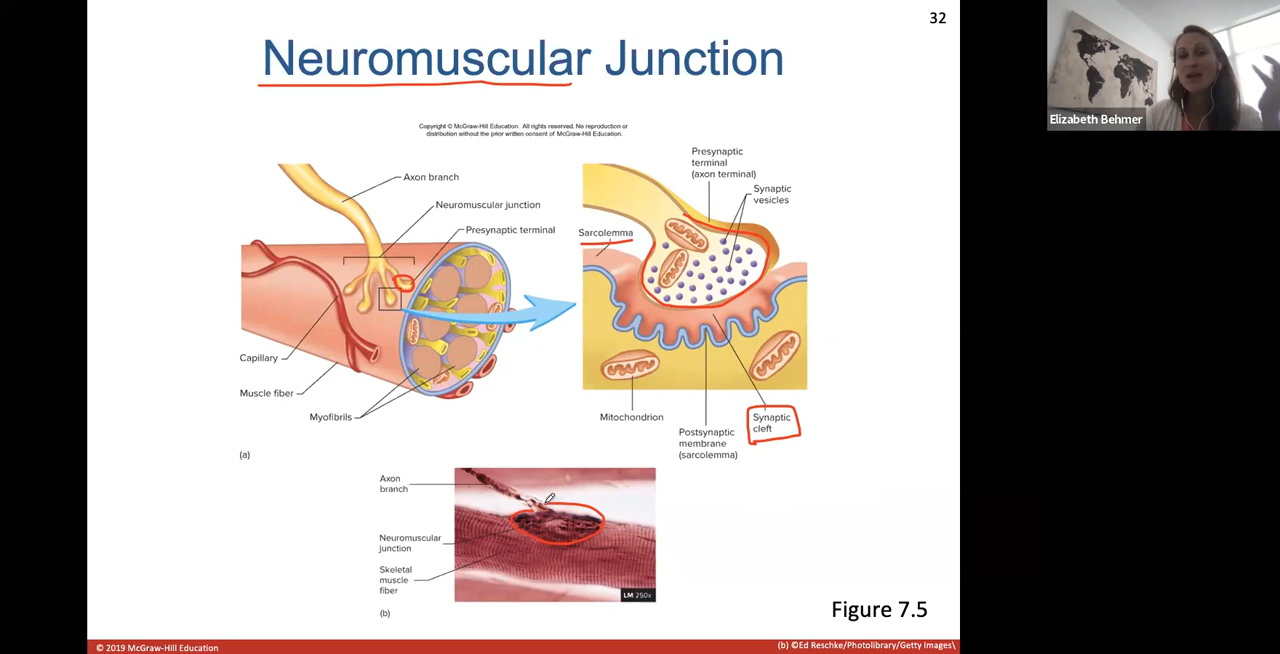 32
Neuromuscular Junction
Elizabeth Behmer
Copyright © McGraw-Hill Education. All rights reserved. No reproduction or
distribution without the prior written consent of McGraw-Hill Education.
Axon branch
Neuromuscular junction
Presynaptic terminal
Capillary
Muscle fiber
Myofibrils
(a)
Presynaptic
terminal
(axon terminal)
Synaptic
vesicles
Sarcolemma
Mitochondrion
Postsynaptic
membrane
(sarcolemma)
Synaptic
cleft
Axon
branch
Neuromuscular
junction
Skeletal
muscle
fiber
LM 250x
(b)
Figure 7.5
© 2019 McGraw-Hill Education
(b) ©Ed Reschke/Photolibrary/Getty Images\